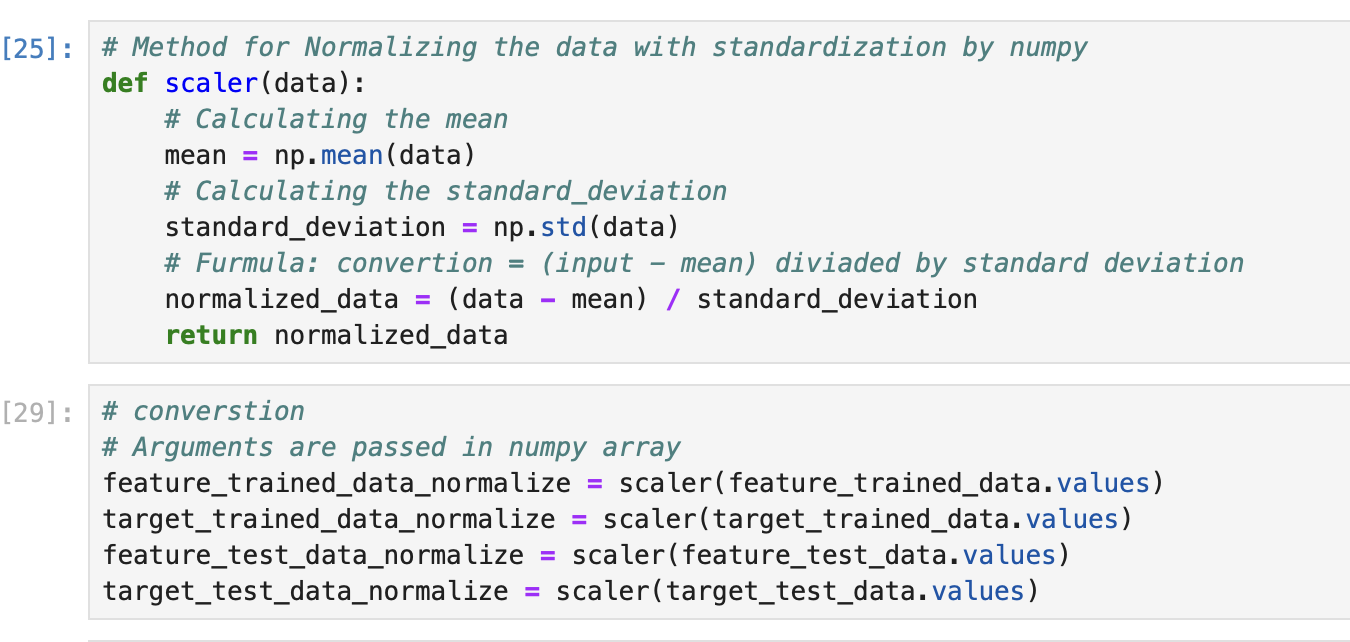 [25]: # Method for Normalizing the data with standardization by numpy
def scaler(data):
    # Calculating the mean
    mean = np.mean(data)
    # Calculating the standard_deviation
    standard_deviation = np.std(data)
    # Furmula: convertion = (input - mean) diviaded by standard deviation
    normalized_data = (data - mean) / standard_deviation
    return normalized_data
[29]: # converstion
# Arguments are passed in numpy array
feature_trained_data_normalize = scaler(feature_trained_data.values)
target_trained_data_normalize = scaler(target_trained_data.values)
feature_test_data_normalize = scaler(feature_test_data.values)
target_test_data_normalize = scaler(target_test_data.values)